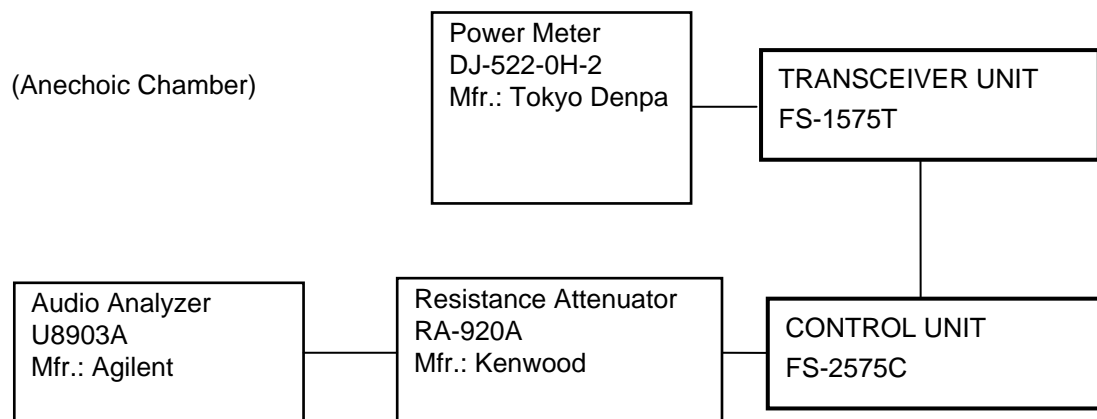 Power Meter
DJ-522-0H-2
Mfr.: Tokyo Denpa
(Anechoic Chamber)
TRANSCEIVER UNIT
FS-1575T
Audio Analyzer
U8903A
Mfr.: Agilent
Resistance Attenuator
RA-920A
Mfr.: Kenwood
CONTROL UNIT
FS-2575C